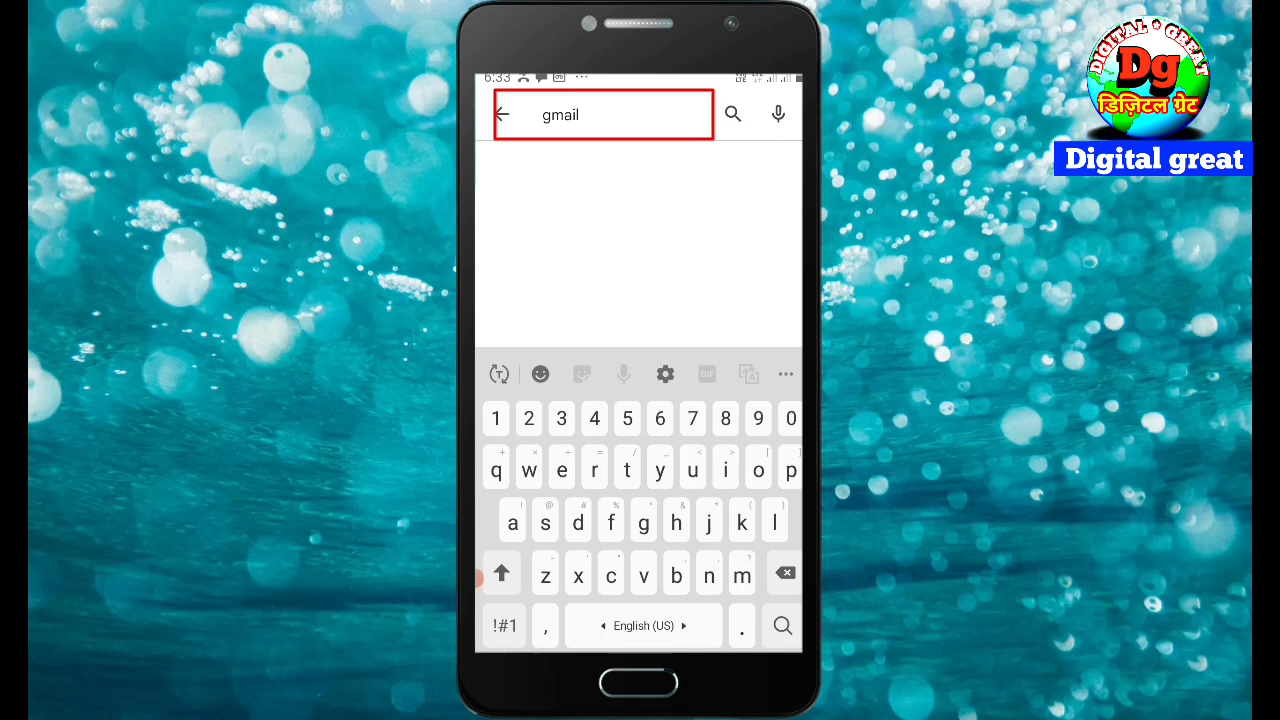 DIGITAL * GREAT
Dg
डिज़िटल ग्रेट
Digital great
6:33
gmail
GIF
1 2 3 4 5 6 7 8 9 0
q w e r t y u i o p
a s d f g h j k l
z x c v b n m
!#1 , English (US) .